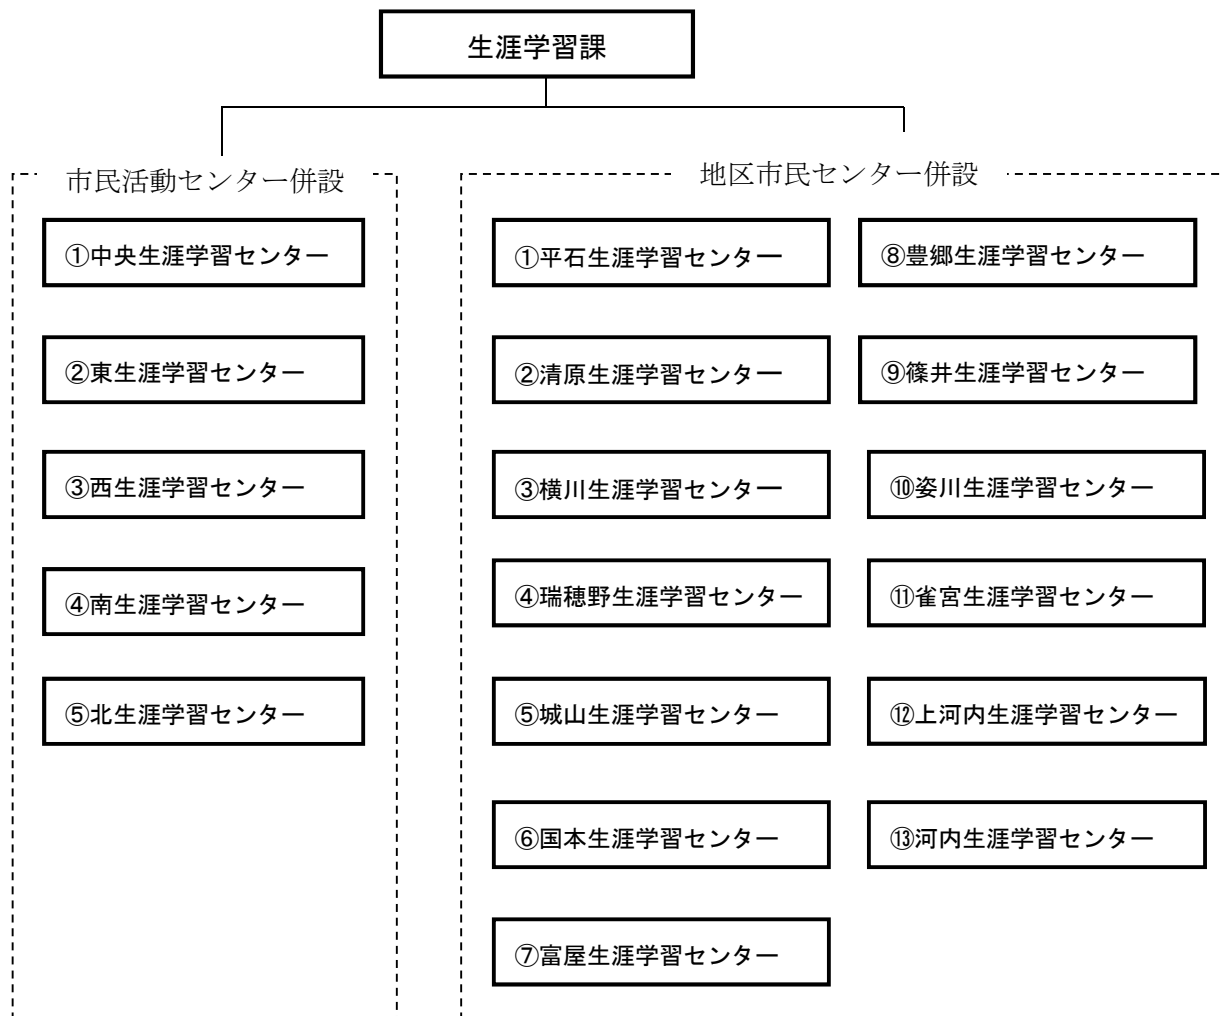 生涯学習課
市民活動センター併設
①中央生涯学習センター
②東生涯学習センター
③西生涯学習センター
④南生涯学習センター
⑤北生涯学習センター
地区市民センター併設
①平石生涯学習センター
②清原生涯学習センター
③横川生涯学習センター
④瑞穂野生涯学習センター
⑤城山生涯学習センター
⑥国本生涯学習センター
⑦富屋生涯学習センター
⑧豊郷生涯学習センター
⑨篠井生涯学習センター
⑩姿川生涯学習センター
⑪雀宮生涯学習センター
⑫上河内生涯学習センター
⑬河内生涯学習センター